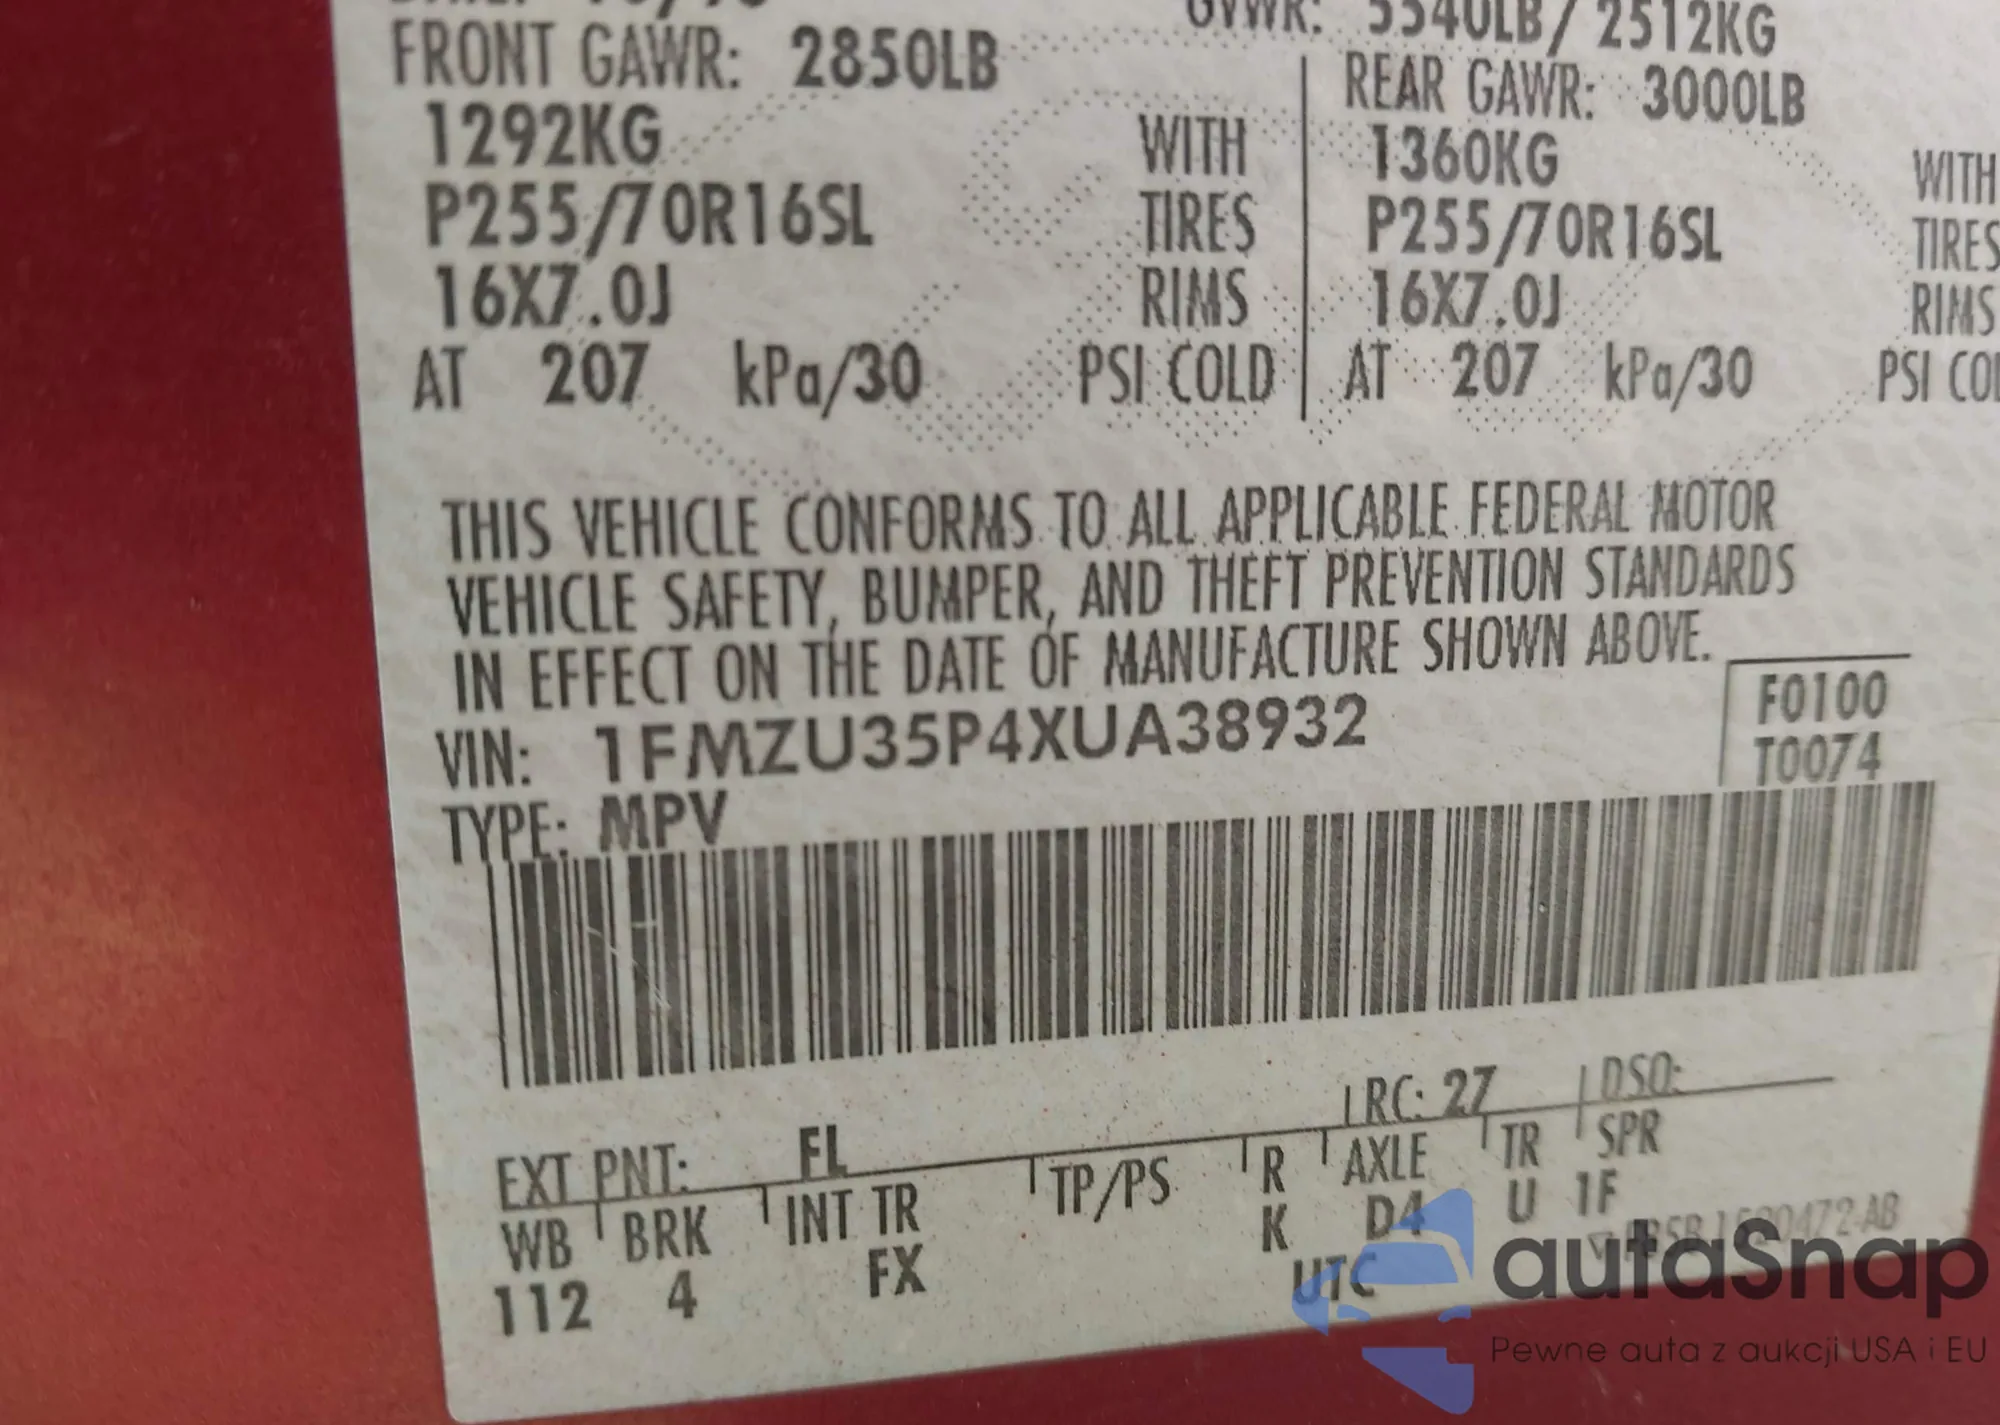 GVWR: 5540LB/2512KG
FRONT GAWR: 2850LB
REAR GAWR: 3000LB
1292KG WITH
1360KG WITH
P255/70R16SL TIRES
P255/70R16SL TIRES
16X7.0J RIMS
16X7.0J RIMS
AT 207 kPa/30 PSI COLD
AT 207 kPa/30 PSI COL
THIS VEHICLE CONFORMS TO ALL APPLICABLE FEDERAL MOTOR
VEHICLE SAFETY, BUMPER, AND THEFT PREVENTION STANDARDS
IN EFFECT ON THE DATE OF MANUFACTURE SHOWN ABOVE.
VIN: 1FMZU35P4XUA38932
F0100
T0074
TYPE: MPV
EXT PNT: FL RC: 27 DSO:
WB BRK INT TR TP/PS R AXLE TR SPR
112 4 FX K D4 U 1F
UTC
autaSnap
Pewne auta z aukcji USA i EU